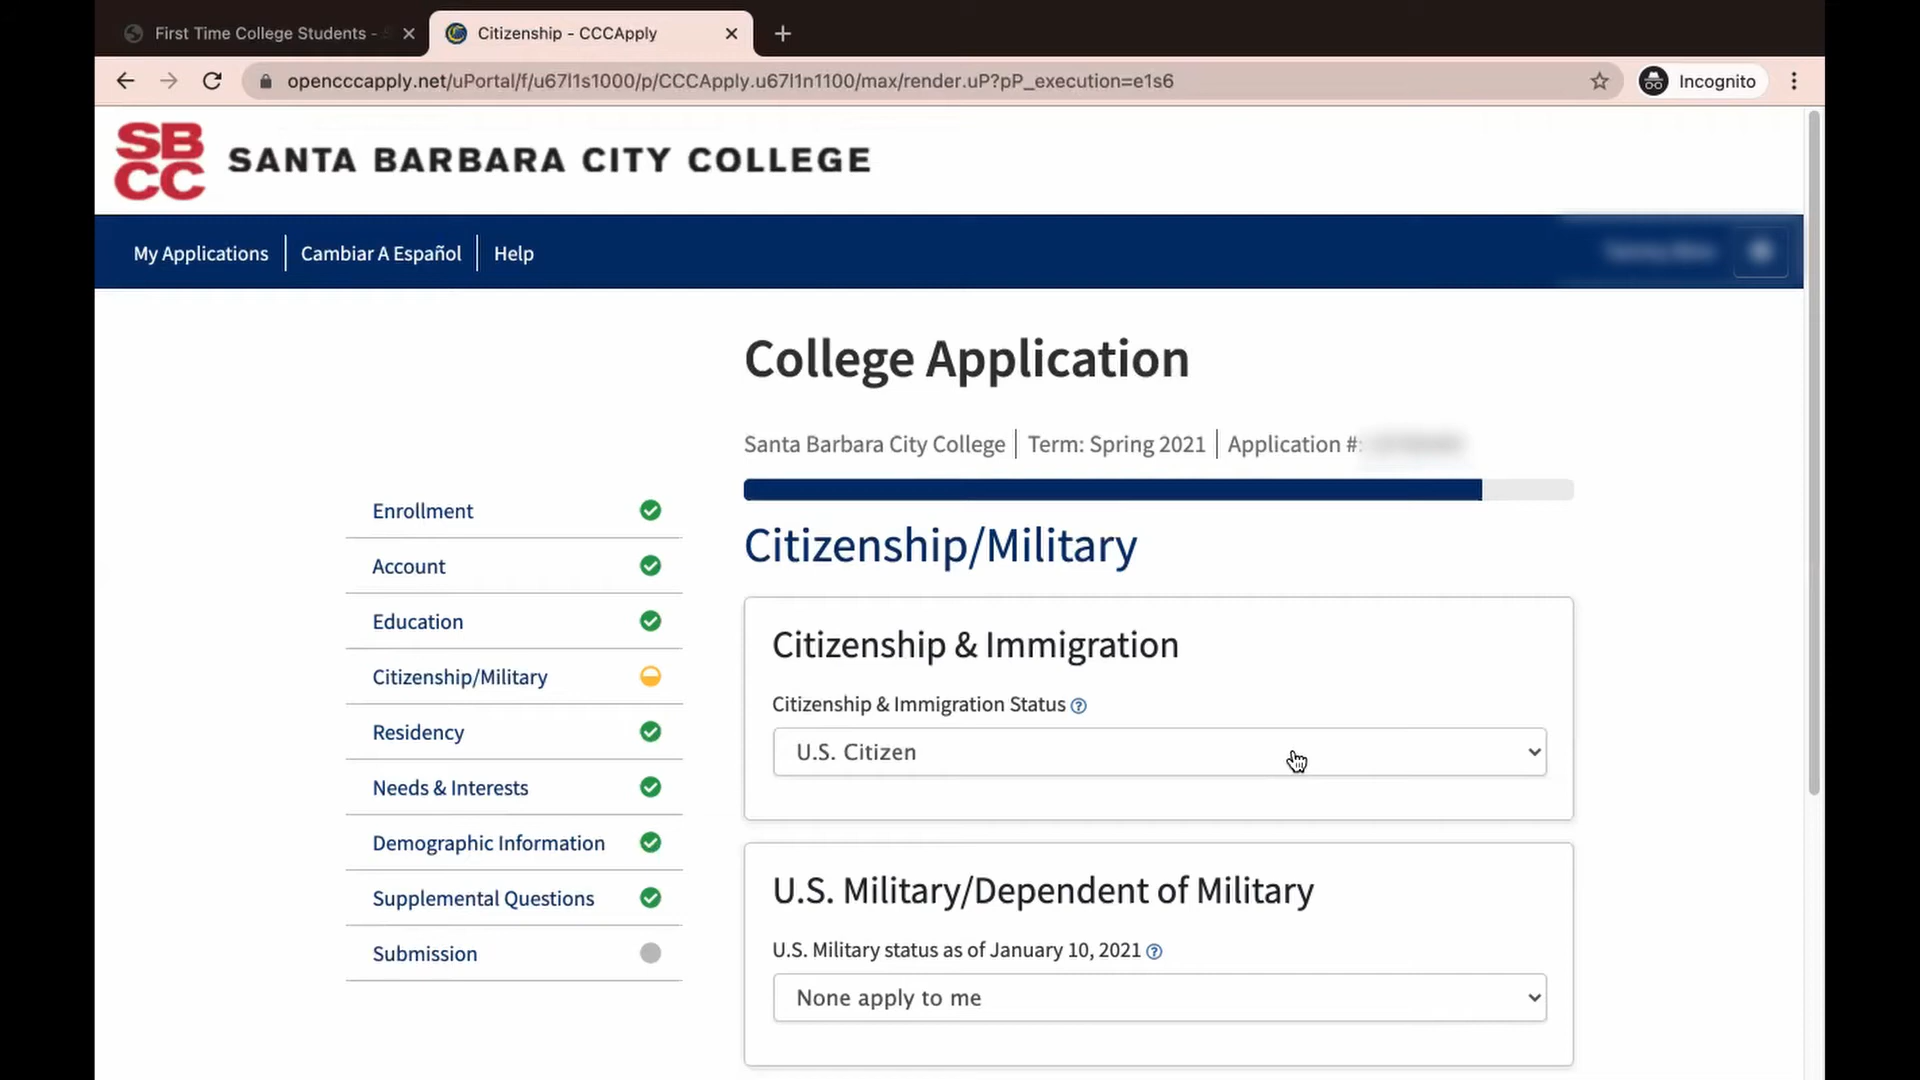 First Time College Students -
Citizenship - CCCApply
opencccapply.net/uPortal/f/u67l1s1000/p/CCCApply.u67l1n1100/max/render.uP?pP_execution=e1s6
Incognito
SB
CC
SANTA BARBARA CITY COLLEGE
My Applications
Cambiar A Español
Help
College Application
Santa Barbara City College | Term: Spring 2021 | Application #:
Enrollment
Account
Education
Citizenship/Military
Residency
Needs & Interests
Demographic Information
Supplemental Questions
Submission
Citizenship/Military
Citizenship & Immigration
Citizenship & Immigration Status
U.S. Citizen
U.S. Military/Dependent of Military
U.S. Military status as of January 10, 2021
None apply to me